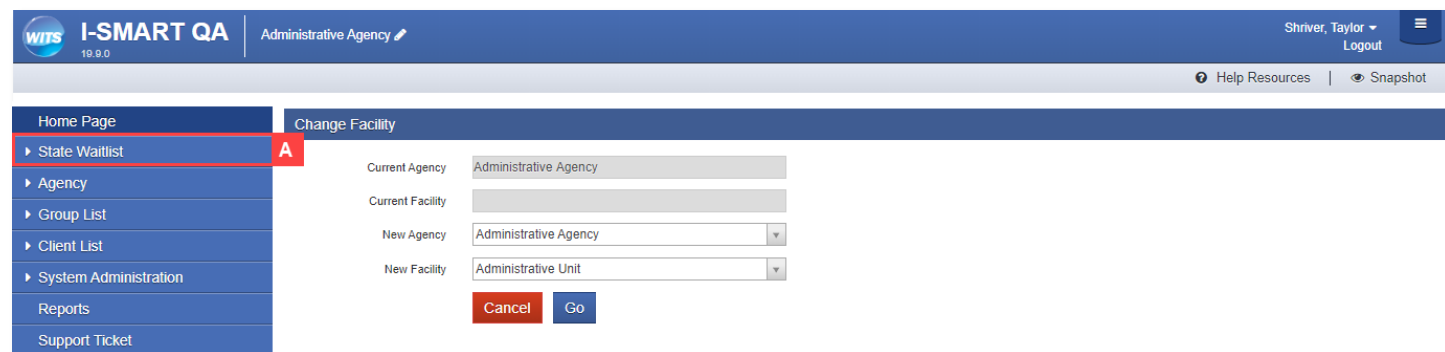 WITS
I-SMART QA
19.9.0
Administrative Agency
Shriver, Taylor
Logout
Help Resources | Snapshot
Home Page
State Waitlist
A
Agency
Group List
Client List
System Administration
Reports
Support Ticket
Change Facility
Current Agency Administrative Agency
Current Facility
New Agency Administrative Agency
New Facility Administrative Unit
Cancel Go